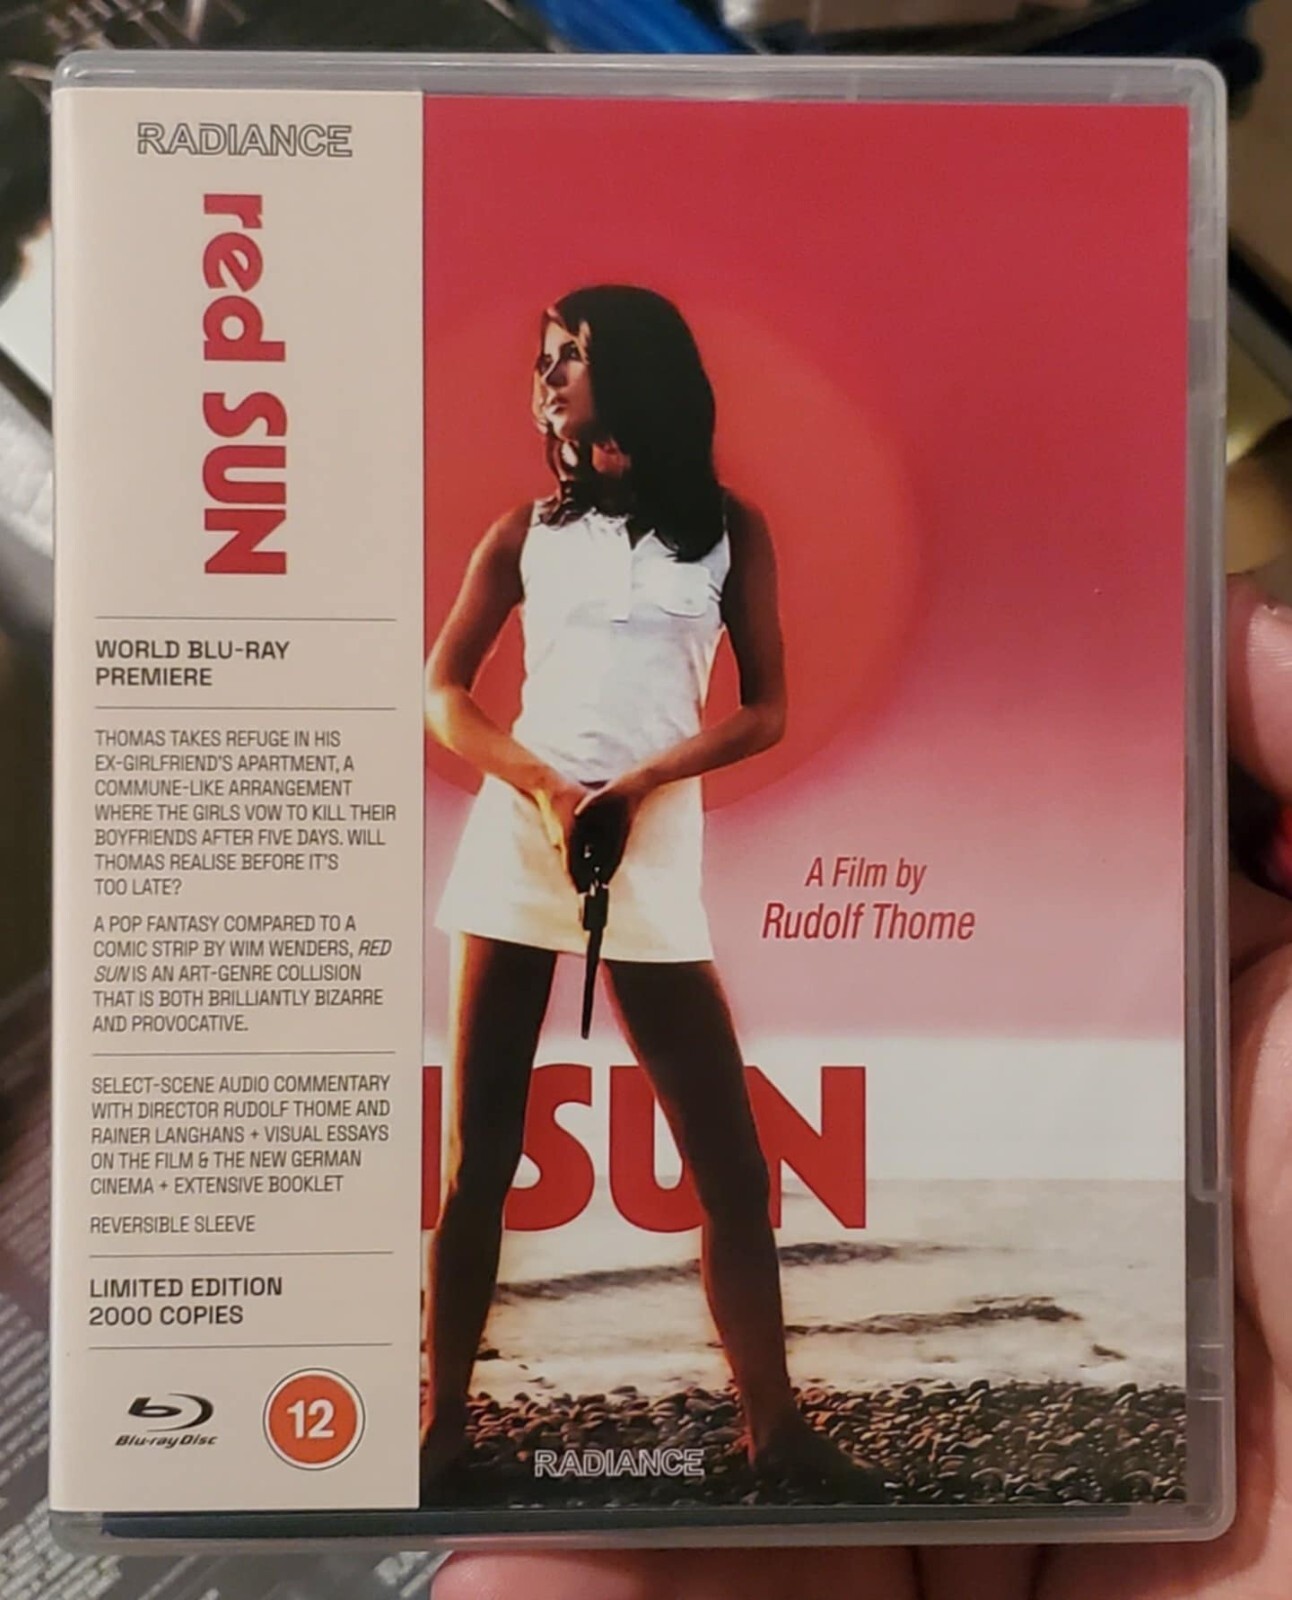 RADIANCE
red SUN
WORLD BLU-RAY
PREMIERE
THOMAS TAKES REFUGE IN HIS
EX-GIRLFRIEND'S APARTMENT, A
COMMUNE-LIKE ARRANGEMENT
WHERE THE GIRLS VOW TO KILL THEIR
BOYFRIENDS AFTER FIVE DAYS. WILL
THOMAS REALISE BEFORE IT'S
TOO LATE?
A POP FANTASY COMPARED TO A
COMIC STRIP BY WIM WENDERS, RED
SUN IS AN ART-GENRE COLLISION
THAT IS BOTH BRILLIANTLY BIZARRE
AND PROVOCATIVE.
SELECT-SCENE AUDIO COMMENTARY
WITH DIRECTOR RUDOLF THOME AND
RAINER LANGHANS + VISUAL ESSAYS
ON THE FILM & THE NEW GERMAN
CINEMA + EXTENSIVE BOOKLET
REVERSIBLE SLEEVE
LIMITED EDITION
2000 COPIES
Blu-ray Disc
12
A Film by
Rudolf Thome
SUN
RADIANCE